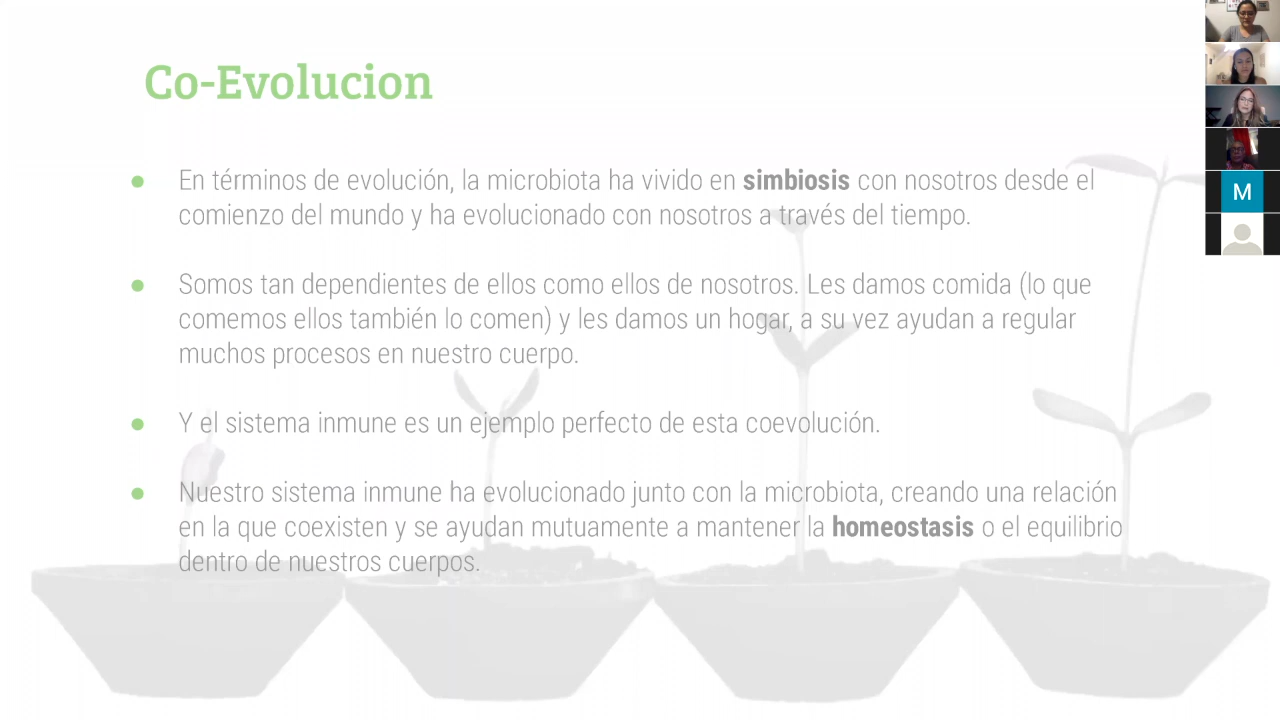 Co-Evolucion
● En términos de evolución, la microbiota ha vivido en simbiosis con nosotros desde el
comienzo del mundo y ha evolucionado con nosotros a través del tiempo.
● Somos tan dependientes de ellos como ellos de nosotros. Les damos comida (lo que
comemos ellos también lo comen) y les damos un hogar, a su vez ayudan a regular
muchos procesos en nuestro cuerpo.
● Y el sistema inmune es un ejemplo perfecto de esta coevolución.
● Nuestro sistema inmune ha evolucionado junto con la microbiota, creando una relación
en la que coexisten y se ayudan mutuamente a mantener la homeostasis o el equilibrio
dentro de nuestros cuerpos.
M